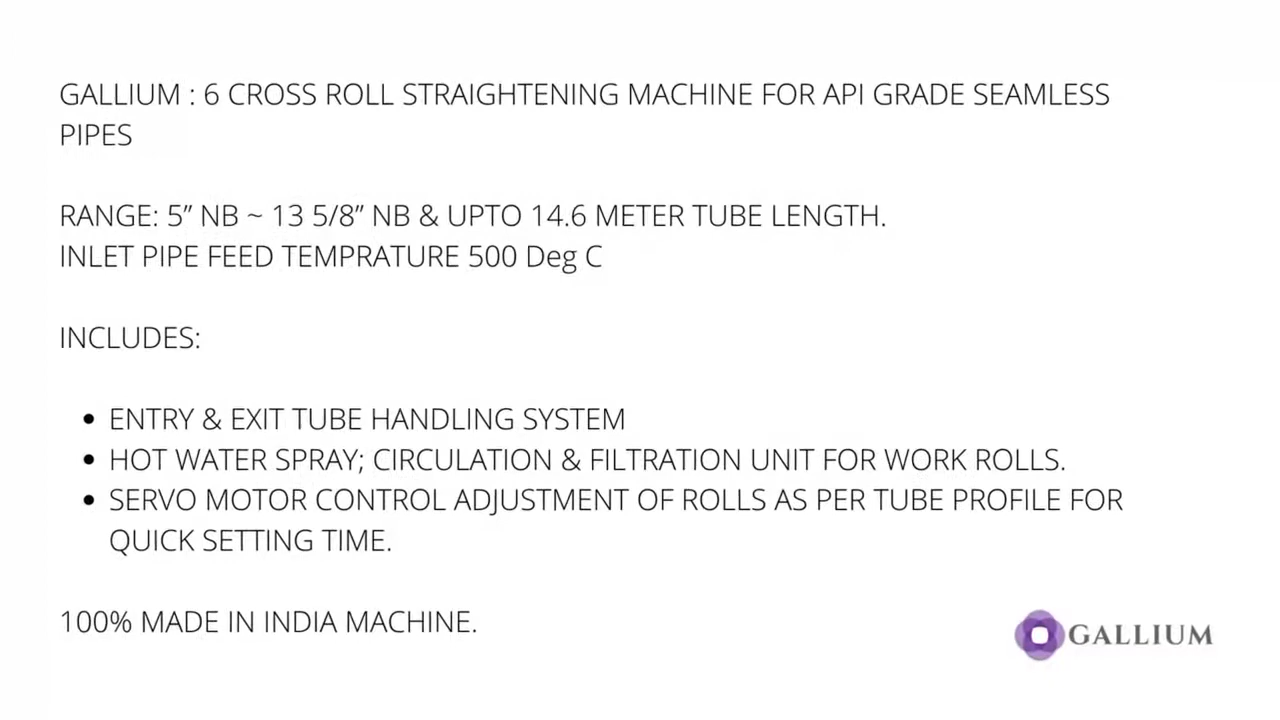 GALLIUM : 6 CROSS ROLL STRAIGHTENING MACHINE FOR API GRADE SEAMLESS
PIPES
RANGE: 5” NB ~ 13 5/8” NB & UPTO 14.6 METER TUBE LENGTH.
INLET PIPE FEED TEMPRATURE 500 Deg C
INCLUDES:
• ENTRY & EXIT TUBE HANDLING SYSTEM
• HOT WATER SPRAY; CIRCULATION & FILTRATION UNIT FOR WORK ROLLS.
• SERVO MOTOR CONTROL ADJUSTMENT OF ROLLS AS PER TUBE PROFILE FOR
QUICK SETTING TIME.
100% MADE IN INDIA MACHINE.
GALLIUM